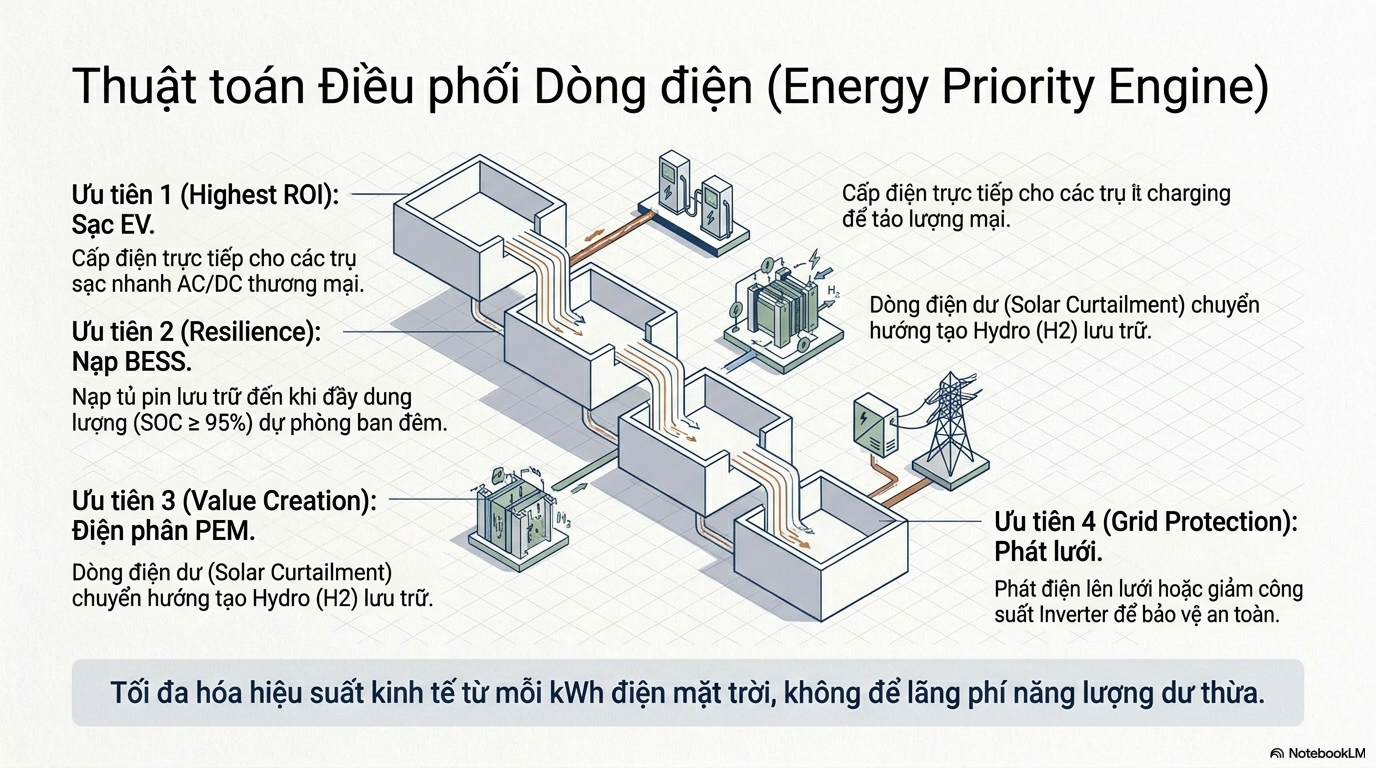 Thuật toán Điều phối Dòng điện (Energy Priority Engine)
Ưu tiên 1 (Highest ROI):
Sạc EV.
Cấp điện trực tiếp cho các trụ
sạc nhanh AC/DC thương mại.
Ưu tiên 2 (Resilience):
Nạp BESS.
Nạp tủ pin lưu trữ đến khi đầy dung
lượng (SOC ≥ 95%) dự phòng ban đêm.
Ưu tiên 3 (Value Creation):
Điện phân PEM.
Dòng điện dư (Solar Curtailment)
chuyển hướng tạo Hydro (H2) lưu trữ.
H₂
Cấp điện trực tiếp cho các trụ charging
để tảo lượng mại.
H₂
Dòng điện dư (Solar Curtailment) chuyển
hướng tạo Hydro (H2) lưu trữ.
Ưu tiên 4 (Grid Protection):
Phát lưới.
Phát điện lên lưới hoặc giảm công
suất Inverter để bảo vệ an toàn.
Tối đa hóa hiệu suất kinh tế từ mỗi kWh điện mặt trời, không để lãng phí năng lượng dư thừa.
NotebookLM